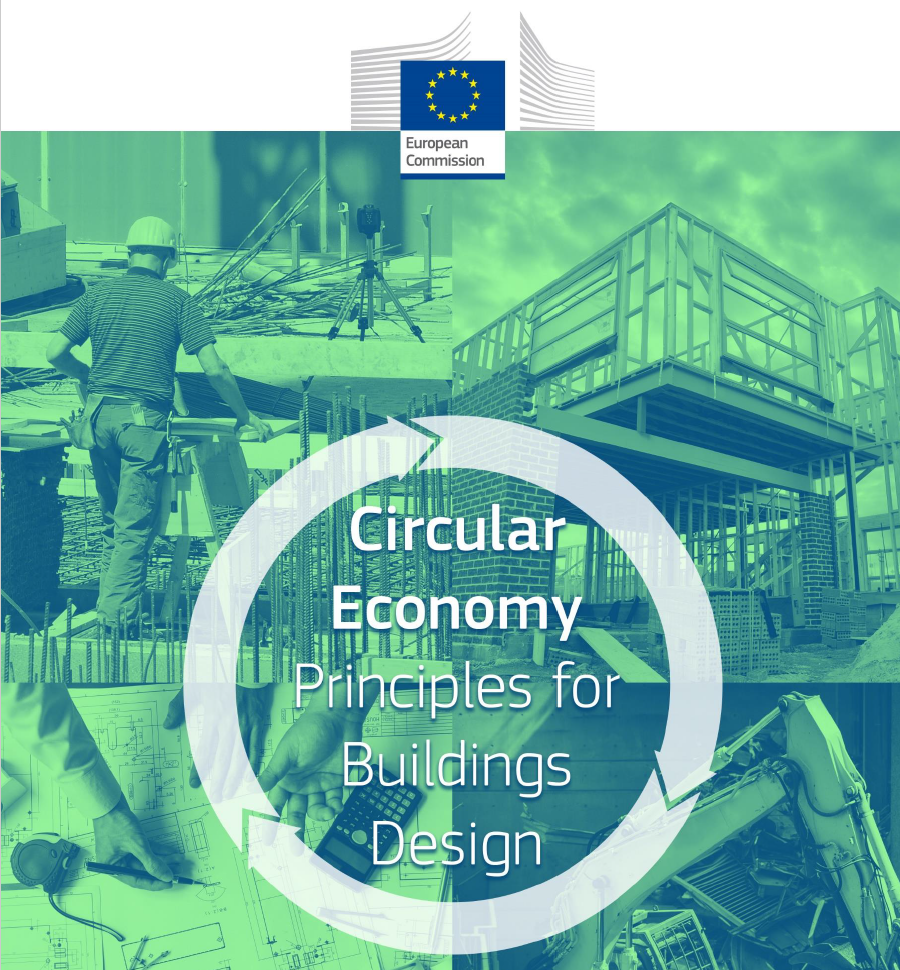 European
Commission
Circular
Economy
Principles for
Buildings
Design